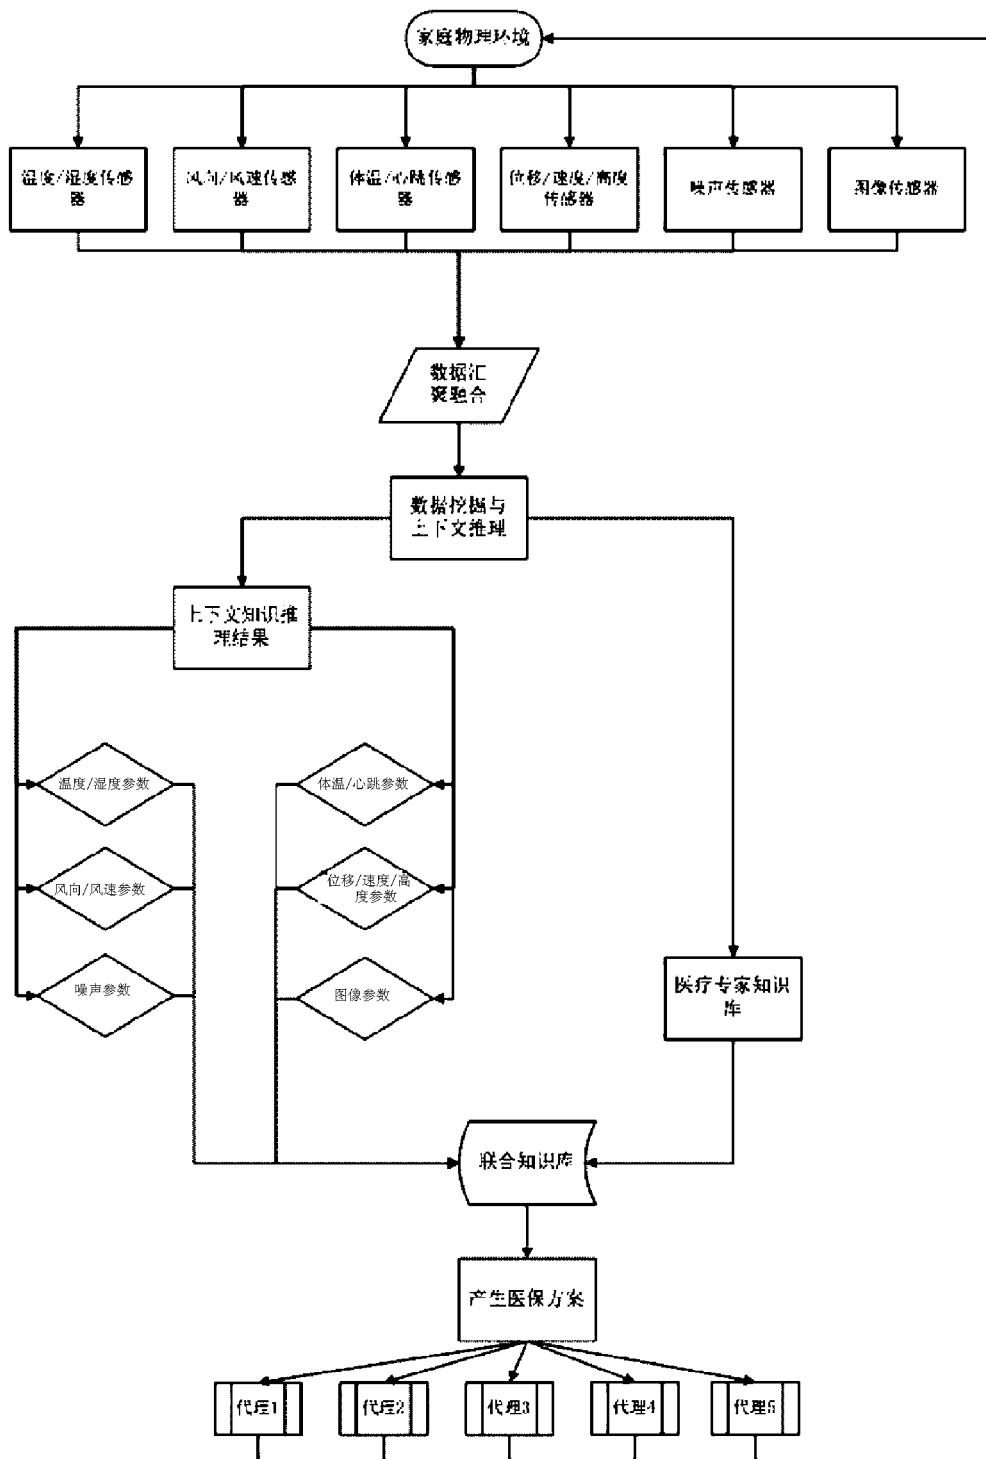 家庭物理环境
温度/湿度传感
器
风向/风速传感
器
体温/心跳传感
器
位移/速度/高度
传感器
噪声传感器
图像传感器
数据汇
聚融合
数据挖掘与
上下文推理
上下文知识推
理结果
温度/湿度参数
体温/心跳参数
风向/风速参数
位移/速度/高
度参数
噪声参数
图像参数
医疗专家知识
库
联合知识库
产生医保方案
代理1
代理2
代理3
代理4
代理5